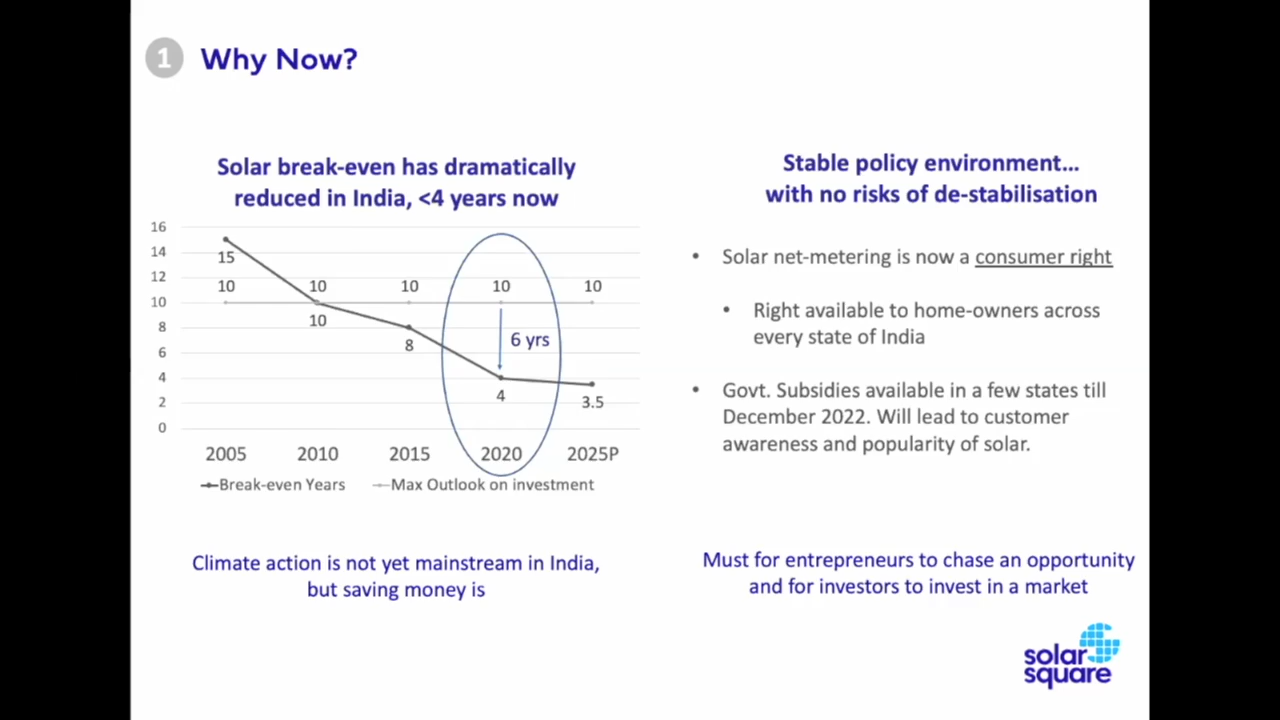 1 Why Now?
Solar break-even has dramatically
reduced in India, <4 years now
16
14
12
10
8
6
4
2
0
15
10
10
10
10
8
10
4
10
3.5
6 yrs
2005 2010 2015 2020 2025P
Break-even Years Max Outlook on investment
Climate action is not yet mainstream in India,
but saving money is
Stable policy environment...
with no risks of de-stabilisation
• Solar net-metering is now a consumer right
• Right available to home-owners across
every state of India
• Govt. Subsidies available in a few states till
December 2022. Will lead to customer
awareness and popularity of solar.
Must for entrepreneurs to chase an opportunity
and for investors to invest in a market
solar
square